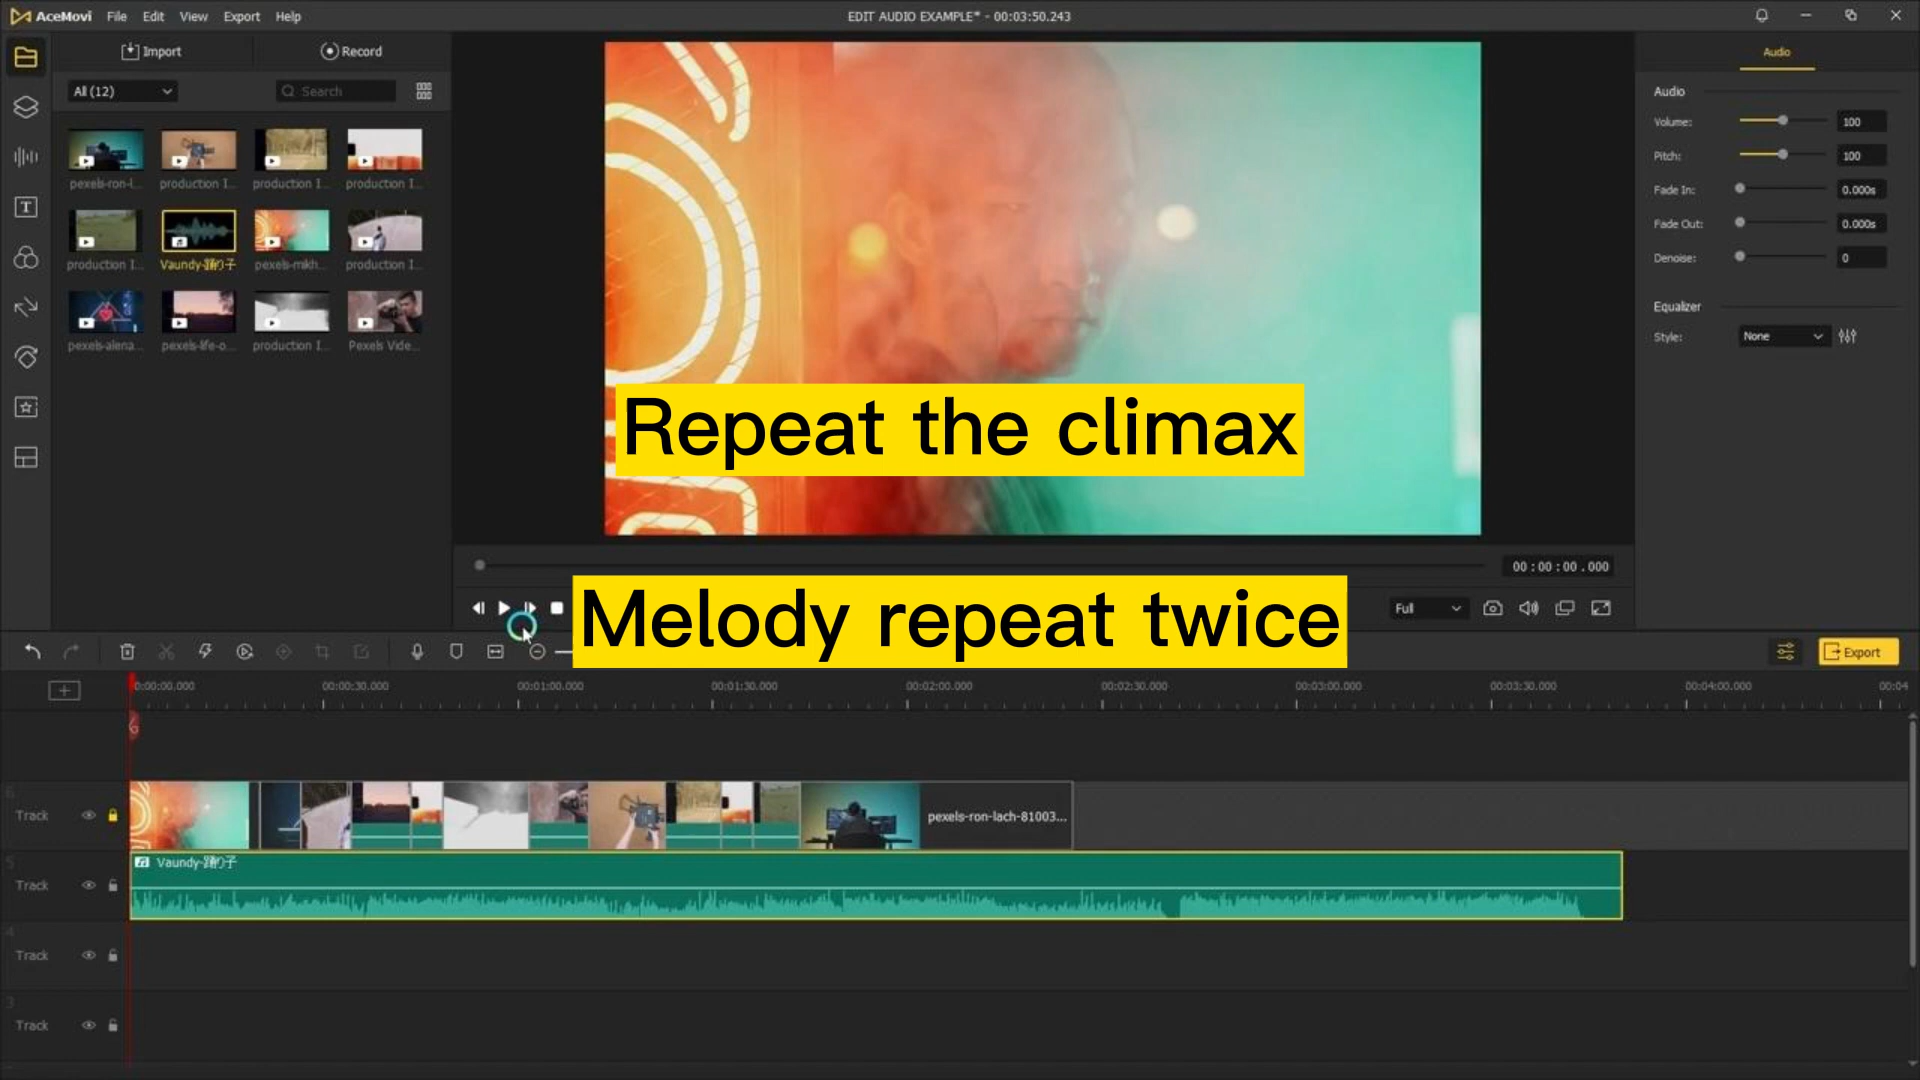 AceMovi File Edit View Export Help
EDIT AUDIO EXAMPLE* - 00:03:50.243
Import
Record
All (12)
Search
pexels-ron-l...
production I...
production I...
production I...
production I...
Vaundy-踊り子
pexels-mikh...
production I...
pexels-alena...
pexels-life-o...
production I...
Pexels Vide...
Audio
Audio
Volume: 100
Pitch: 100
Fade In: 0.000s
Fade Out: 0.000s
Denoise: 0
Equalizer
Style: None
Repeat the climax
00 : 00 : 00 . 000
Melody repeat twice
Full
Export
0:00:00.000
00:00:30.000
00:01:00.000
00:01:30.000
00:02:00.000
00:02:30.000
00:03:00.000
00:03:30.000
00:04:00.000
00:04
6
Track
pexels-ron-lach-81003...
5
Vaundy-踊り子
Track
4
Track
3
Track